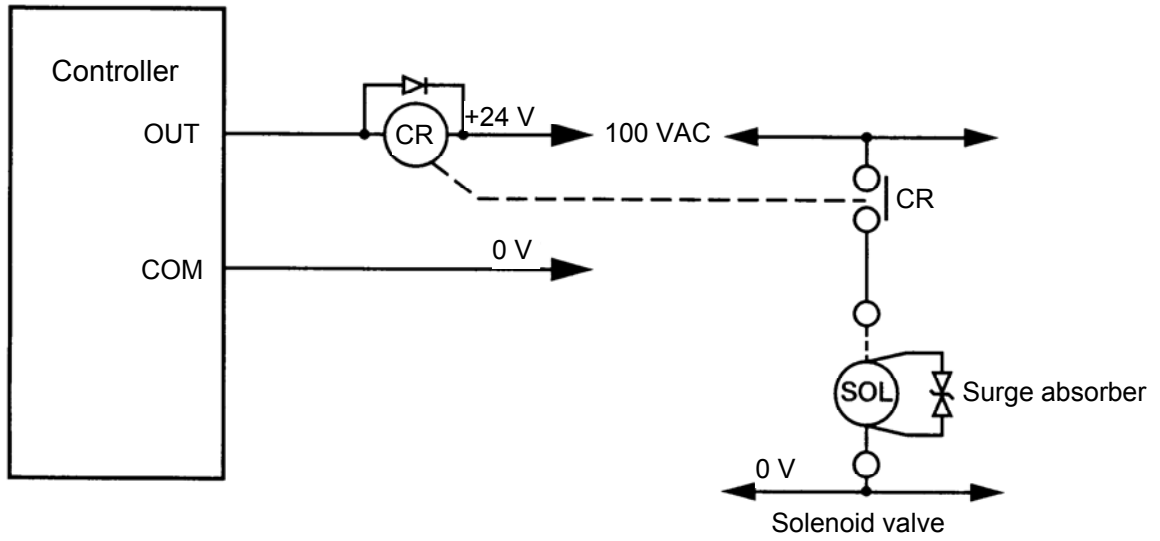 Controller
OUT
CR
+24 V
100 VAC
CR
COM
0 V
SOL
Surge absorber
0 V
Solenoid valve